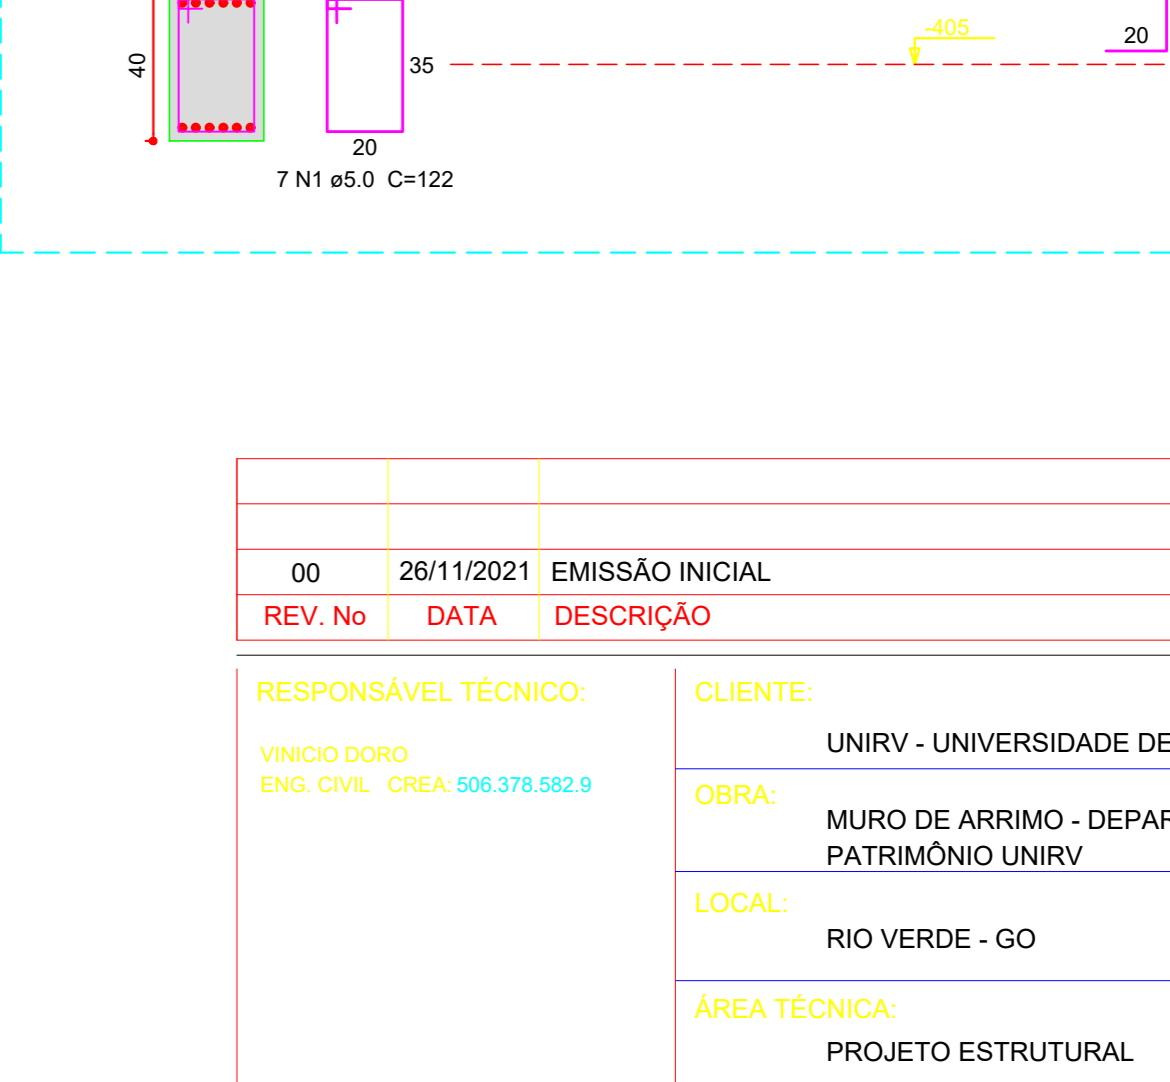 -405
20
40
35
20
7 N1 ø5.0 C=122
00 26/11/2021 EMISSÃO INICIAL
REV. No DATA DESCRIÇÃO
RESPONSÁVEL TÉCNICO:
VINICIO DORO
ENG. CIVIL CREA: 506.378.582.9
CLIENTE:
UNIRV - UNIVERSIDADE DE
OBRA:
MURO DE ARRIMO - DEPAR
PATRIMÔNIO UNIRV
LOCAL:
RIO VERDE - GO
ÁREA TÉCNICA:
PROJETO ESTRUTURAL